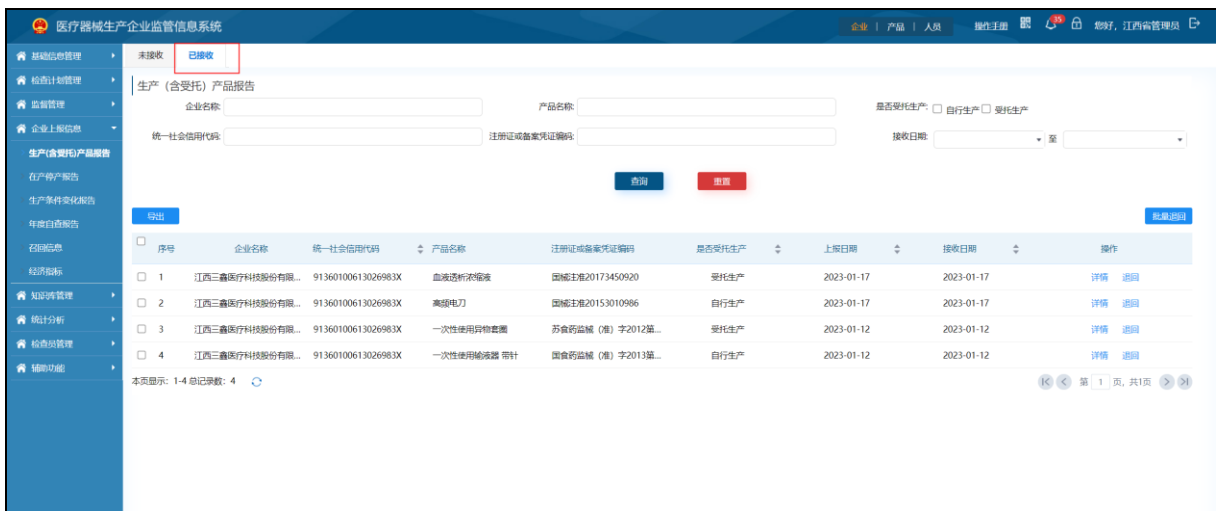 医疗器械生产企业监管信息系统
企业 | 产品 | 人员 操作手册 35 您好，江西省管理员
基础信息管理
检查计划管理
监督管理
企业上报信息
生产(含受托)产品报告
在产停产报告
生产条件变化报告
年度自查报告
召回信息
经济指标
知识库管理
统计分析
检查员管理
辅助功能
未接收 已接收
生产（含受托）产品报告
企业名称: 产品名称: 是否受托生产: 自行生产 受托生产
统一社会信用代码: 注册证或备案凭证编码: 接收日期: 至
查询 重置
导出 批量退回
序号 企业名称 统一社会信用代码 产品名称 注册证或备案凭证编码 是否受托生产 上报日期 接收日期 操作
1 江西三鑫医疗科技股份有限... 91360100613026983X 血液透析浓缩液 国械注准20173450920 受托生产 2023-01-17 2023-01-17 详情 退回
2 江西三鑫医疗科技股份有限... 91360100613026983X 高频电刀 国械注准20153010986 自行生产 2023-01-17 2023-01-17 详情 退回
3 江西三鑫医疗科技股份有限... 91360100613026983X 一次性使用异物套圈 苏食药监械（准）字2012第... 受托生产 2023-01-12 2023-01-12 详情 退回
4 江西三鑫医疗科技股份有限... 91360100613026983X 一次性使用输液器 带针 国食药监械（准）字2013第... 自行生产 2023-01-12 2023-01-12 详情 退回
本页显示: 1-4 总记录数: 4 第 1 页, 共1页